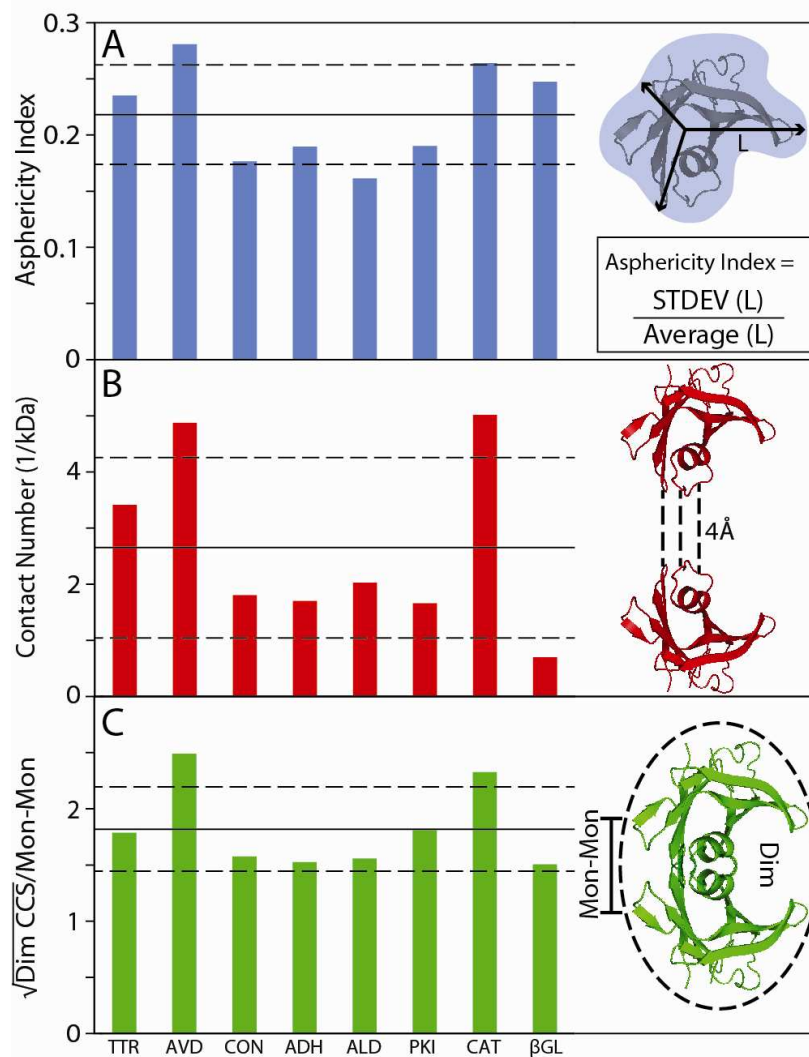 A
Asphericity Index
0.3
0.2
0.1
0
L
Asphericity Index =
STDEV (L)
Average (L)
B
Contact Number (1/kDa)
4
2
0
4Å
C
√Dim CCS/Mon-Mon
2
1
0
Mon-Mon
Dim
TTR AVD CON ADH ALD PKI CAT βGL